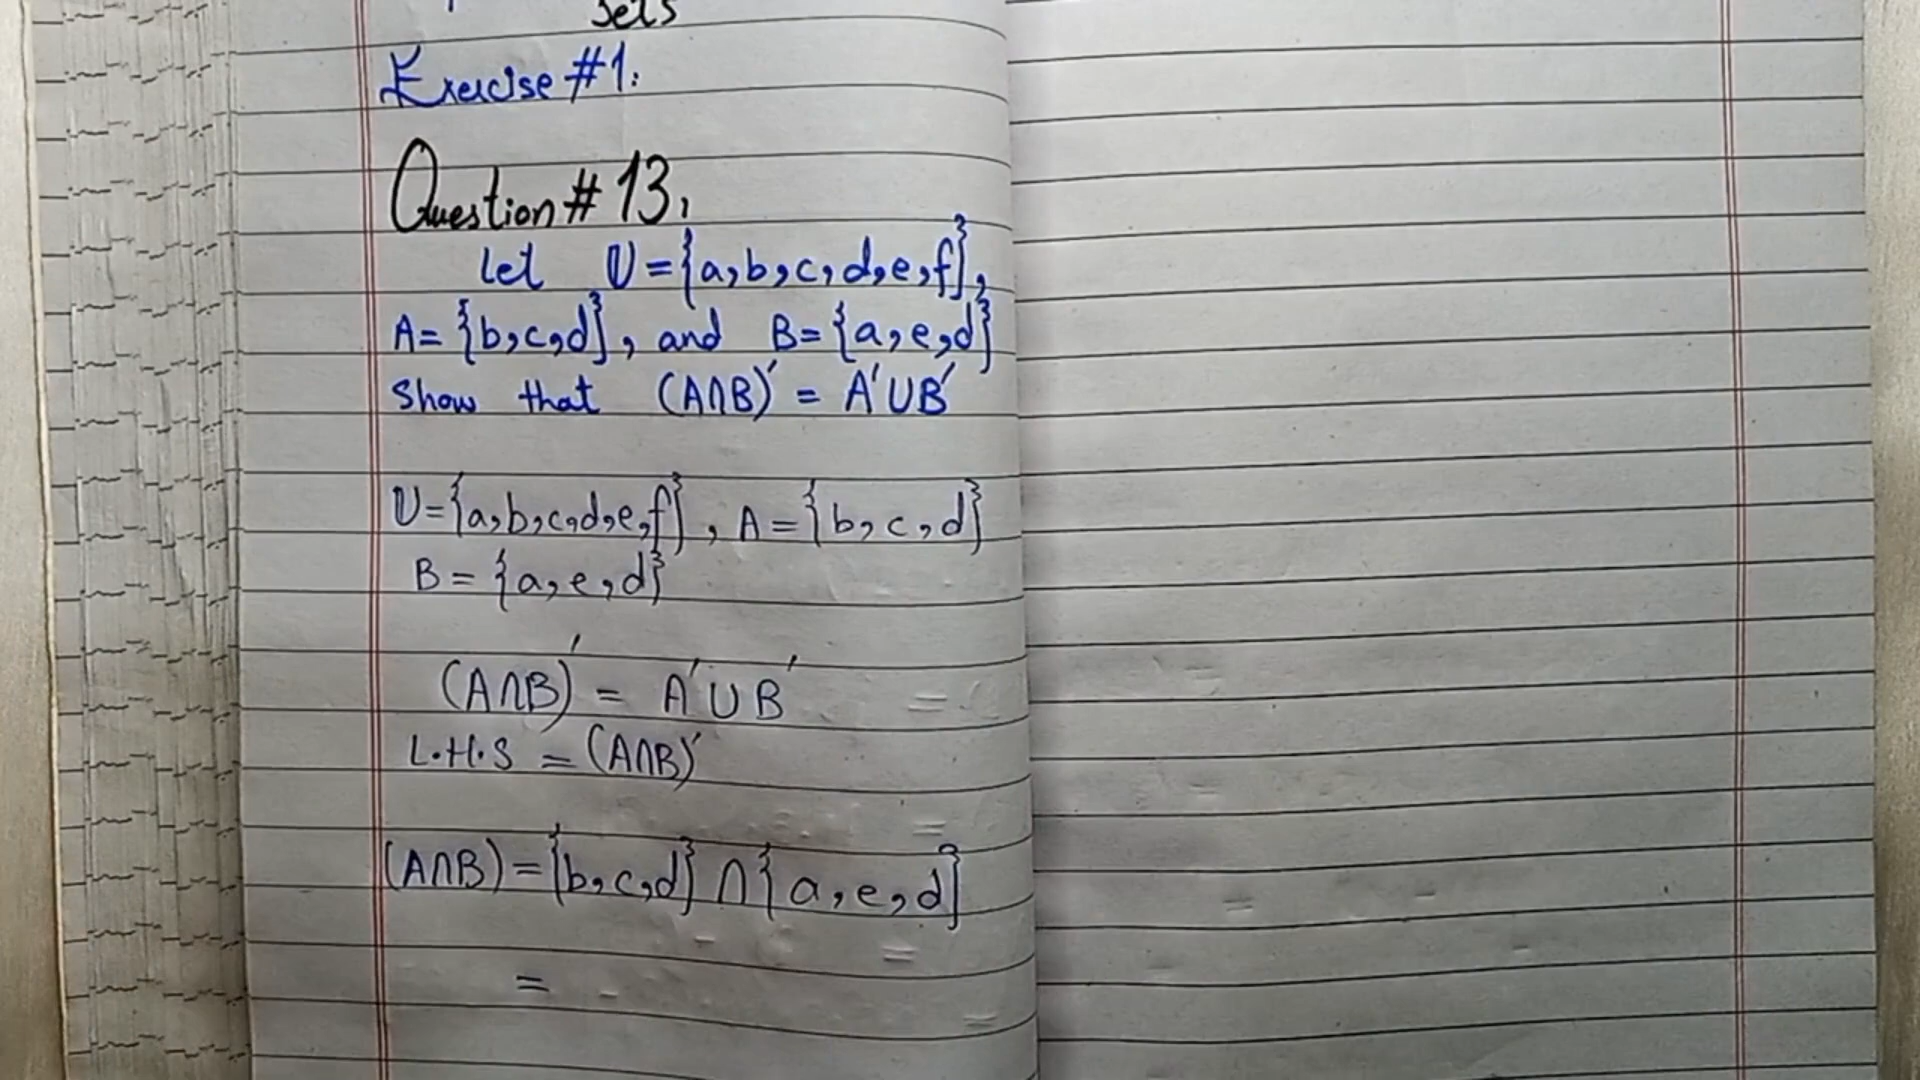 Sets
Exercise #1:
Question # 13,
Let U = {a, b, c, d, e, f},
A = {b, c, d}, and B = {a, e, d}
Show that (A∩B)′ = A′∪B′
U = {a, b, c, d, e, f}, A = {b, c, d}
B = {a, e, d}
(A∩B)′ = A′∪B′
L.H.S = (A∩B)′
(A∩B) = {b, c, d} ∩ {a, e, d}
=